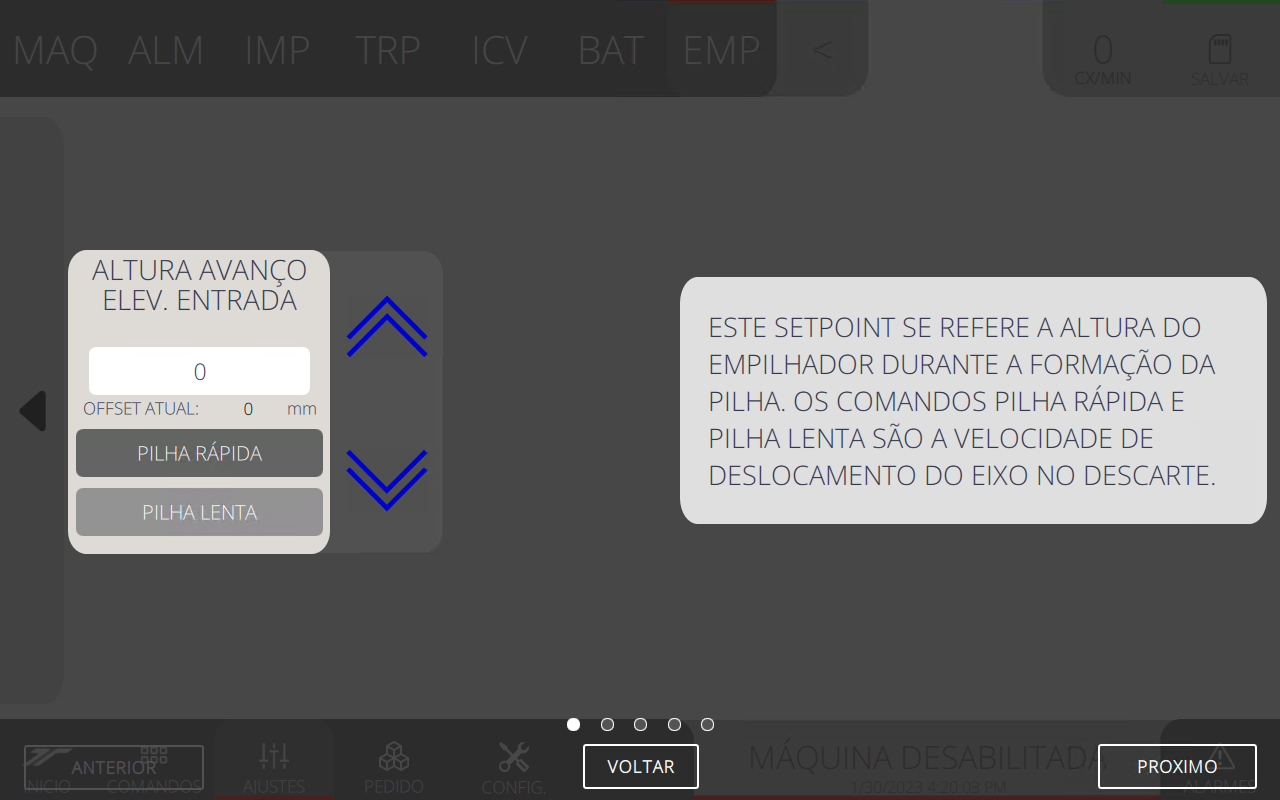 MAQ ALM IMP TRP ICV BAT EMP <
0
CX/MIN
SALVAR
ALTURA AVANÇO
ELEV. ENTRADA
0
OFFSET ATUAL: 0 mm
PILHA RÁPIDA
PILHA LENTA
ESTE SETPOINT SE REFERE A ALTURA DO
EMPILHADOR DURANTE A FORMAÇÃO DA
PILHA. OS COMANDOS PILHA RÁPIDA E
PILHA LENTA SÃO A VELOCIDADE DE
DESLOCAMENTO DO EIXO NO DESCARTE.
ANTERIOR
VOLTAR
PROXIMO
INICIO
COMANDOS
AJUSTES
PEDIDO
CONFIG.
MÁQUINA DESABILITADA
1/30/2023 4:20:03 PM
ALARMES